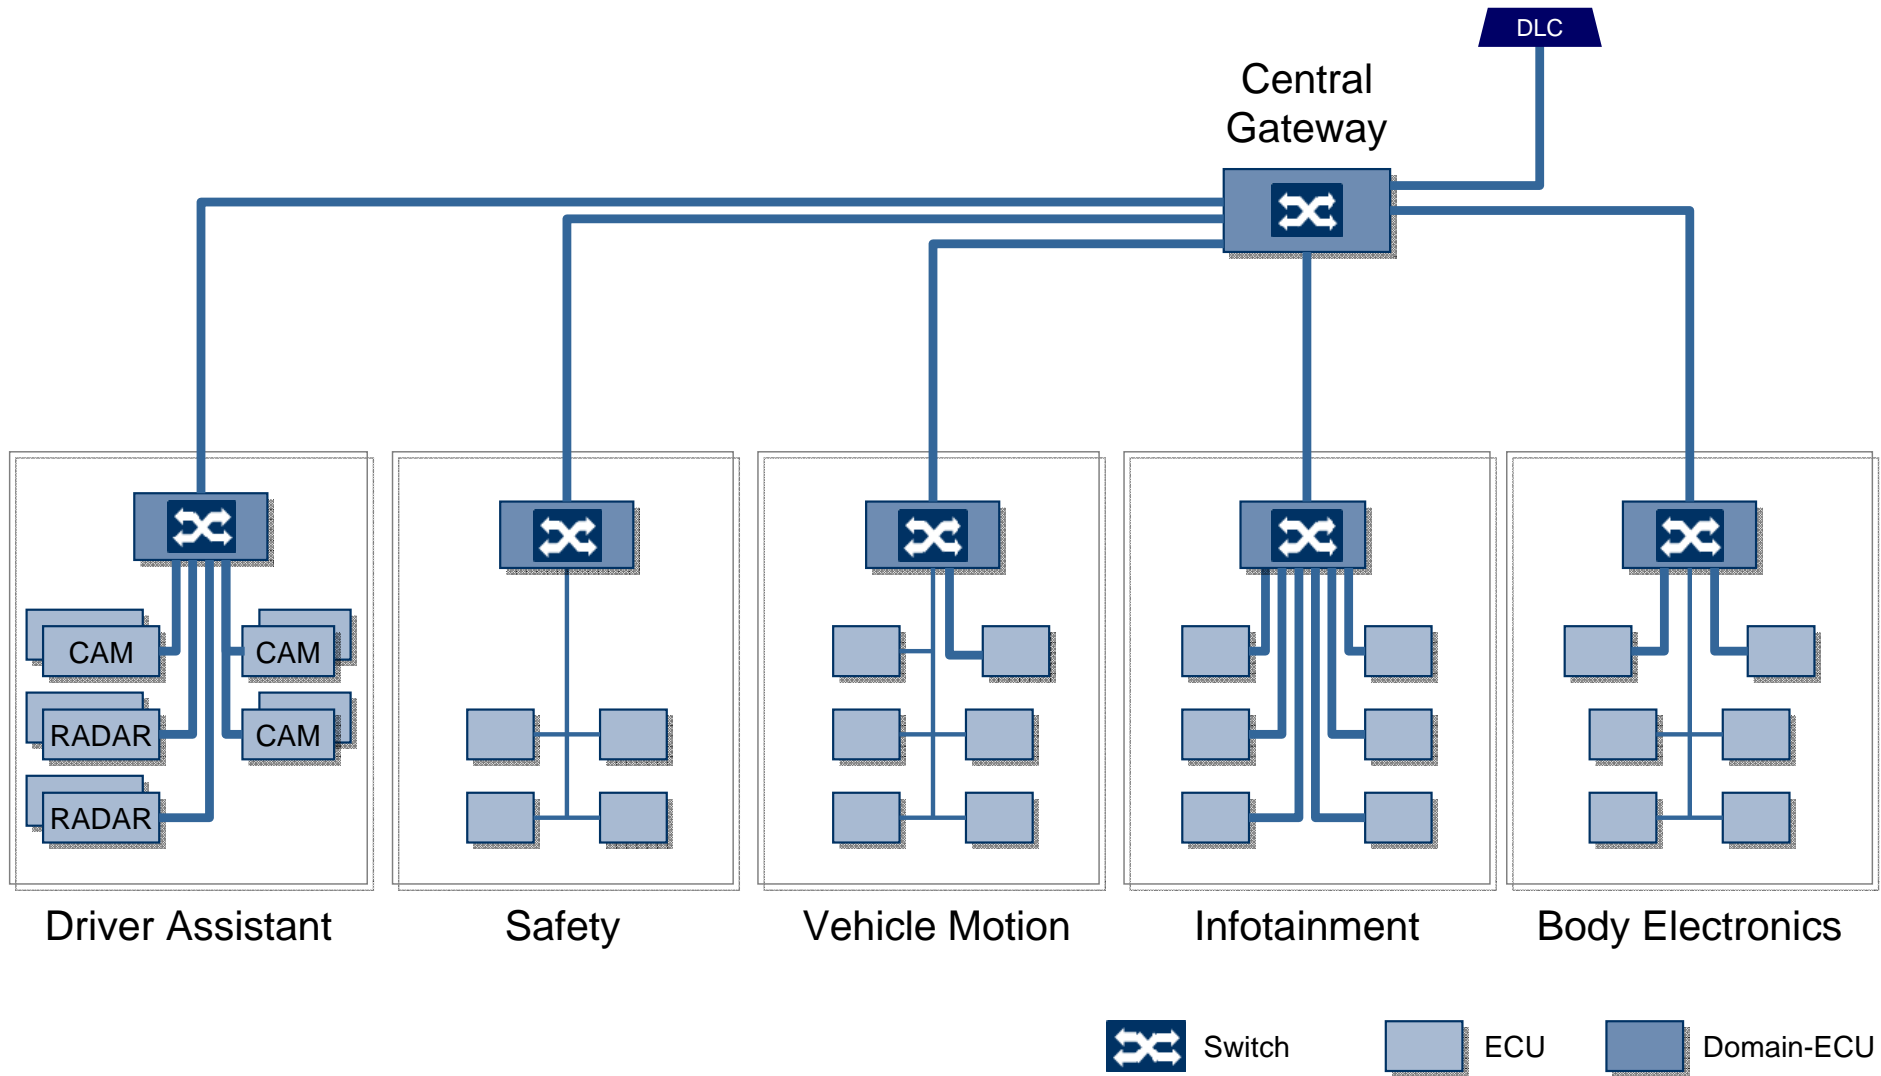 DLC
Central
Gateway
CAM
CAM
RADAR
CAM
RADAR
Driver Assistant
Safety
Vehicle Motion
Infotainment
Body Electronics
Switch
ECU
Domain-ECU